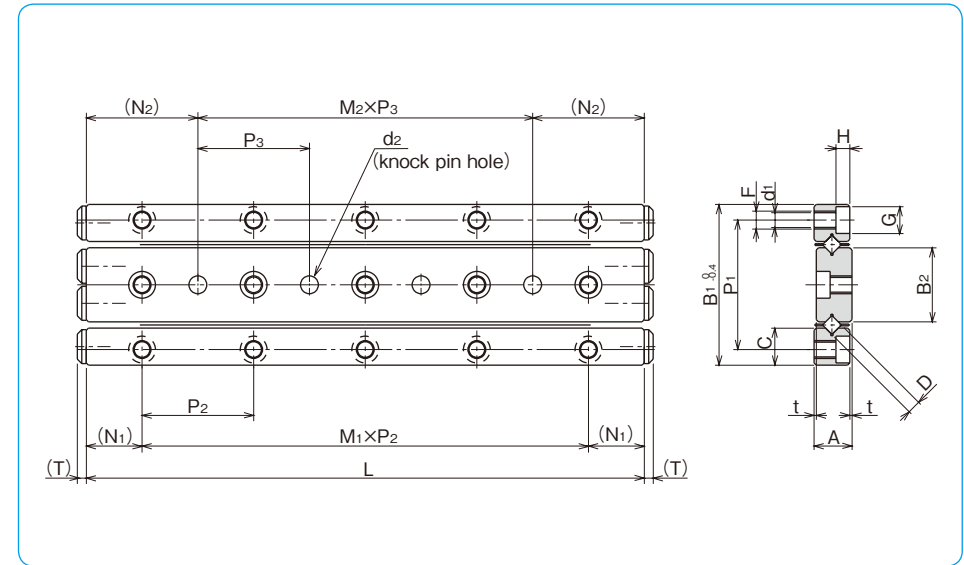 (N2) M2×P3 (N2)
P3 d2
(knock pin hole)
P2
(N1) M1×P2 (N1)
(T) L (T)
H
F d1 G
B1 0 -0.4 P1 B2
C
D
t t
A